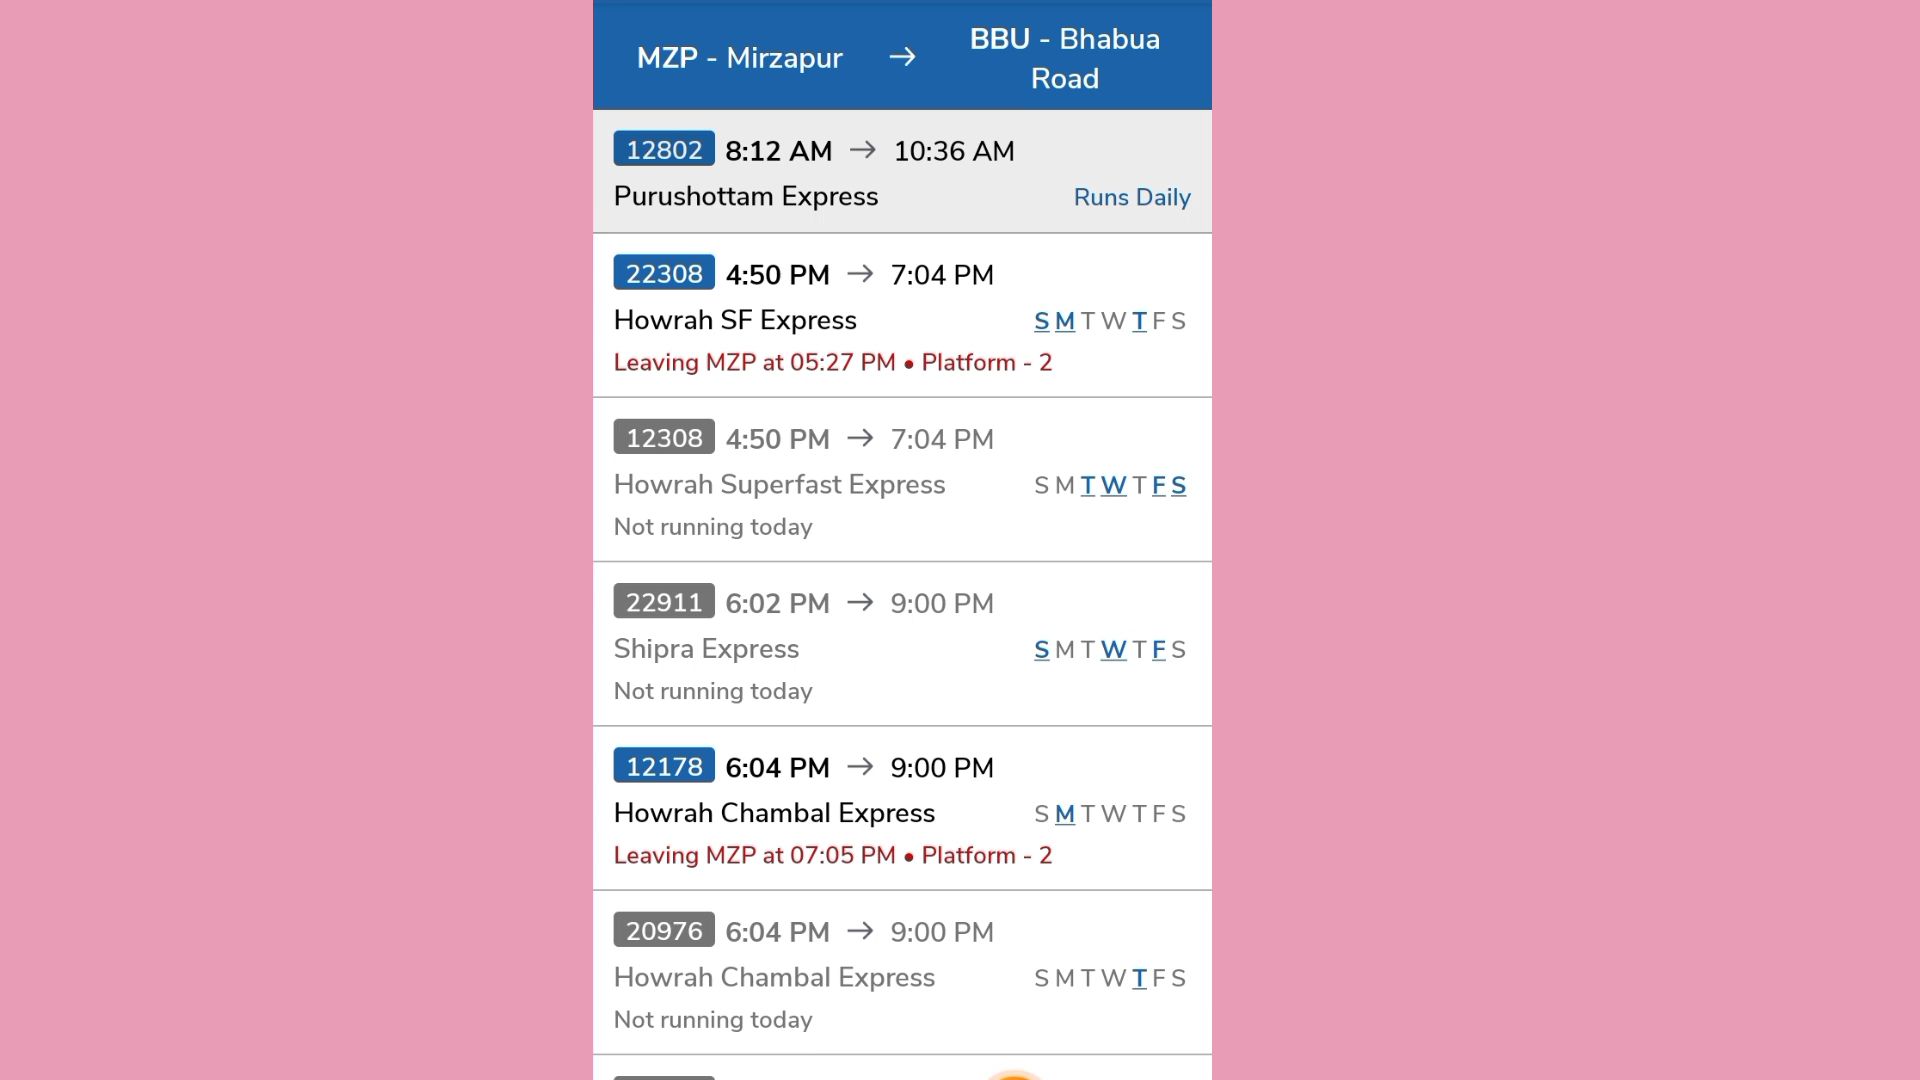 MZP - Mirzapur → BBU - Bhabua Road
12802 8:12 AM → 10:36 AM
Purushottam Express Runs Daily
22308 4:50 PM → 7:04 PM
Howrah SF Express S M T W T F S
Leaving MZP at 05:27 PM • Platform - 2
12308 4:50 PM → 7:04 PM
Howrah Superfast Express S M T W T F S
Not running today
22911 6:02 PM → 9:00 PM
Shipra Express S M T W T F S
Not running today
12178 6:04 PM → 9:00 PM
Howrah Chambal Express S M T W T F S
Leaving MZP at 07:05 PM • Platform - 2
20976 6:04 PM → 9:00 PM
Howrah Chambal Express S M T W T F S
Not running today